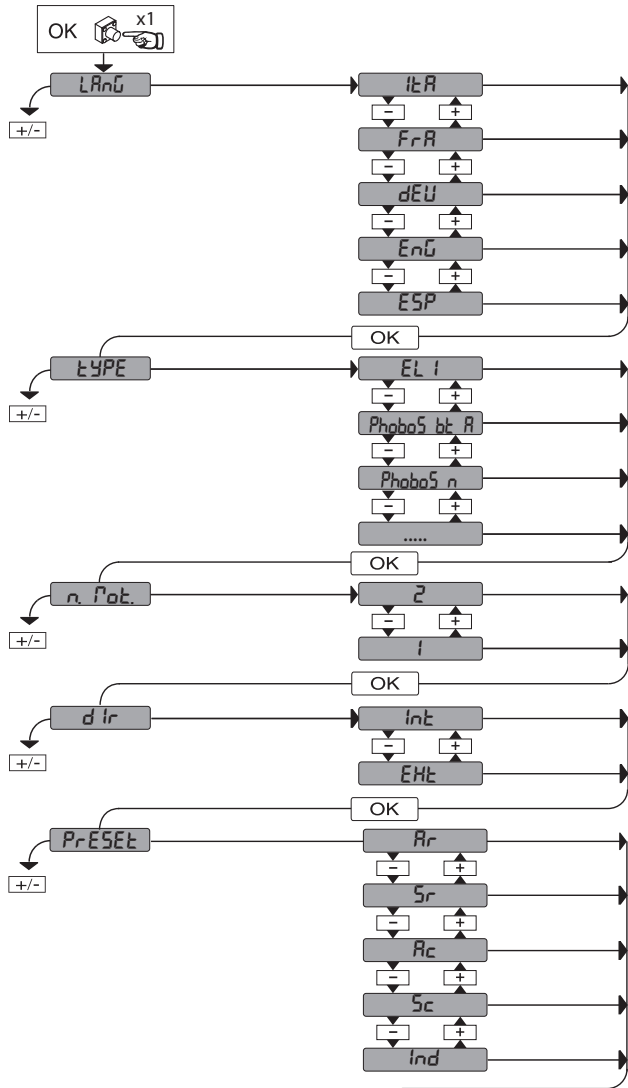 OK x1
LAnG ItA
- +
+/-
FrA
- +
dEU
- +
EnG
- +
ESP
OK
tYPE EL 1
- +
+/-
PhoboS bt A
- +
PhoboS n
- +
.....
OK
n. Mot. 2
- +
+/-
1
OK
dIr Int
- +
+/-
EHt
OK
PrESEt Ar
- +
+/-
Sr
- +
Ac
- +
Sc
- +
Ind